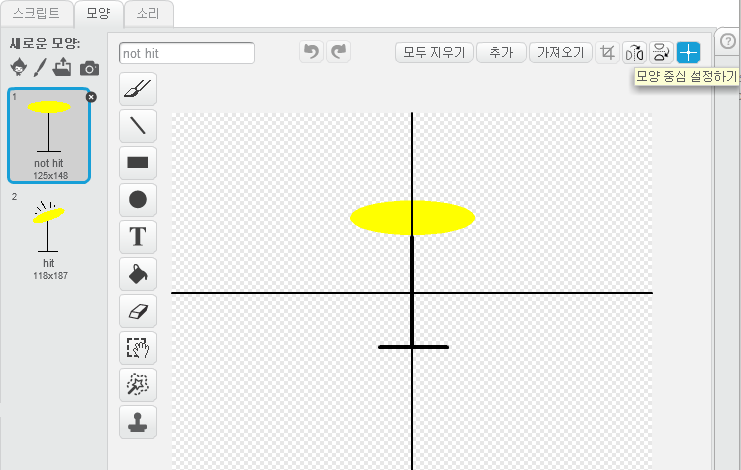 스크립트 모양 소리
새로운 모양:
not hit
모두 지우기 추가 가져오기
모양 중심 설정하기
?
1
not hit
125x148
2
hit
118x187
T